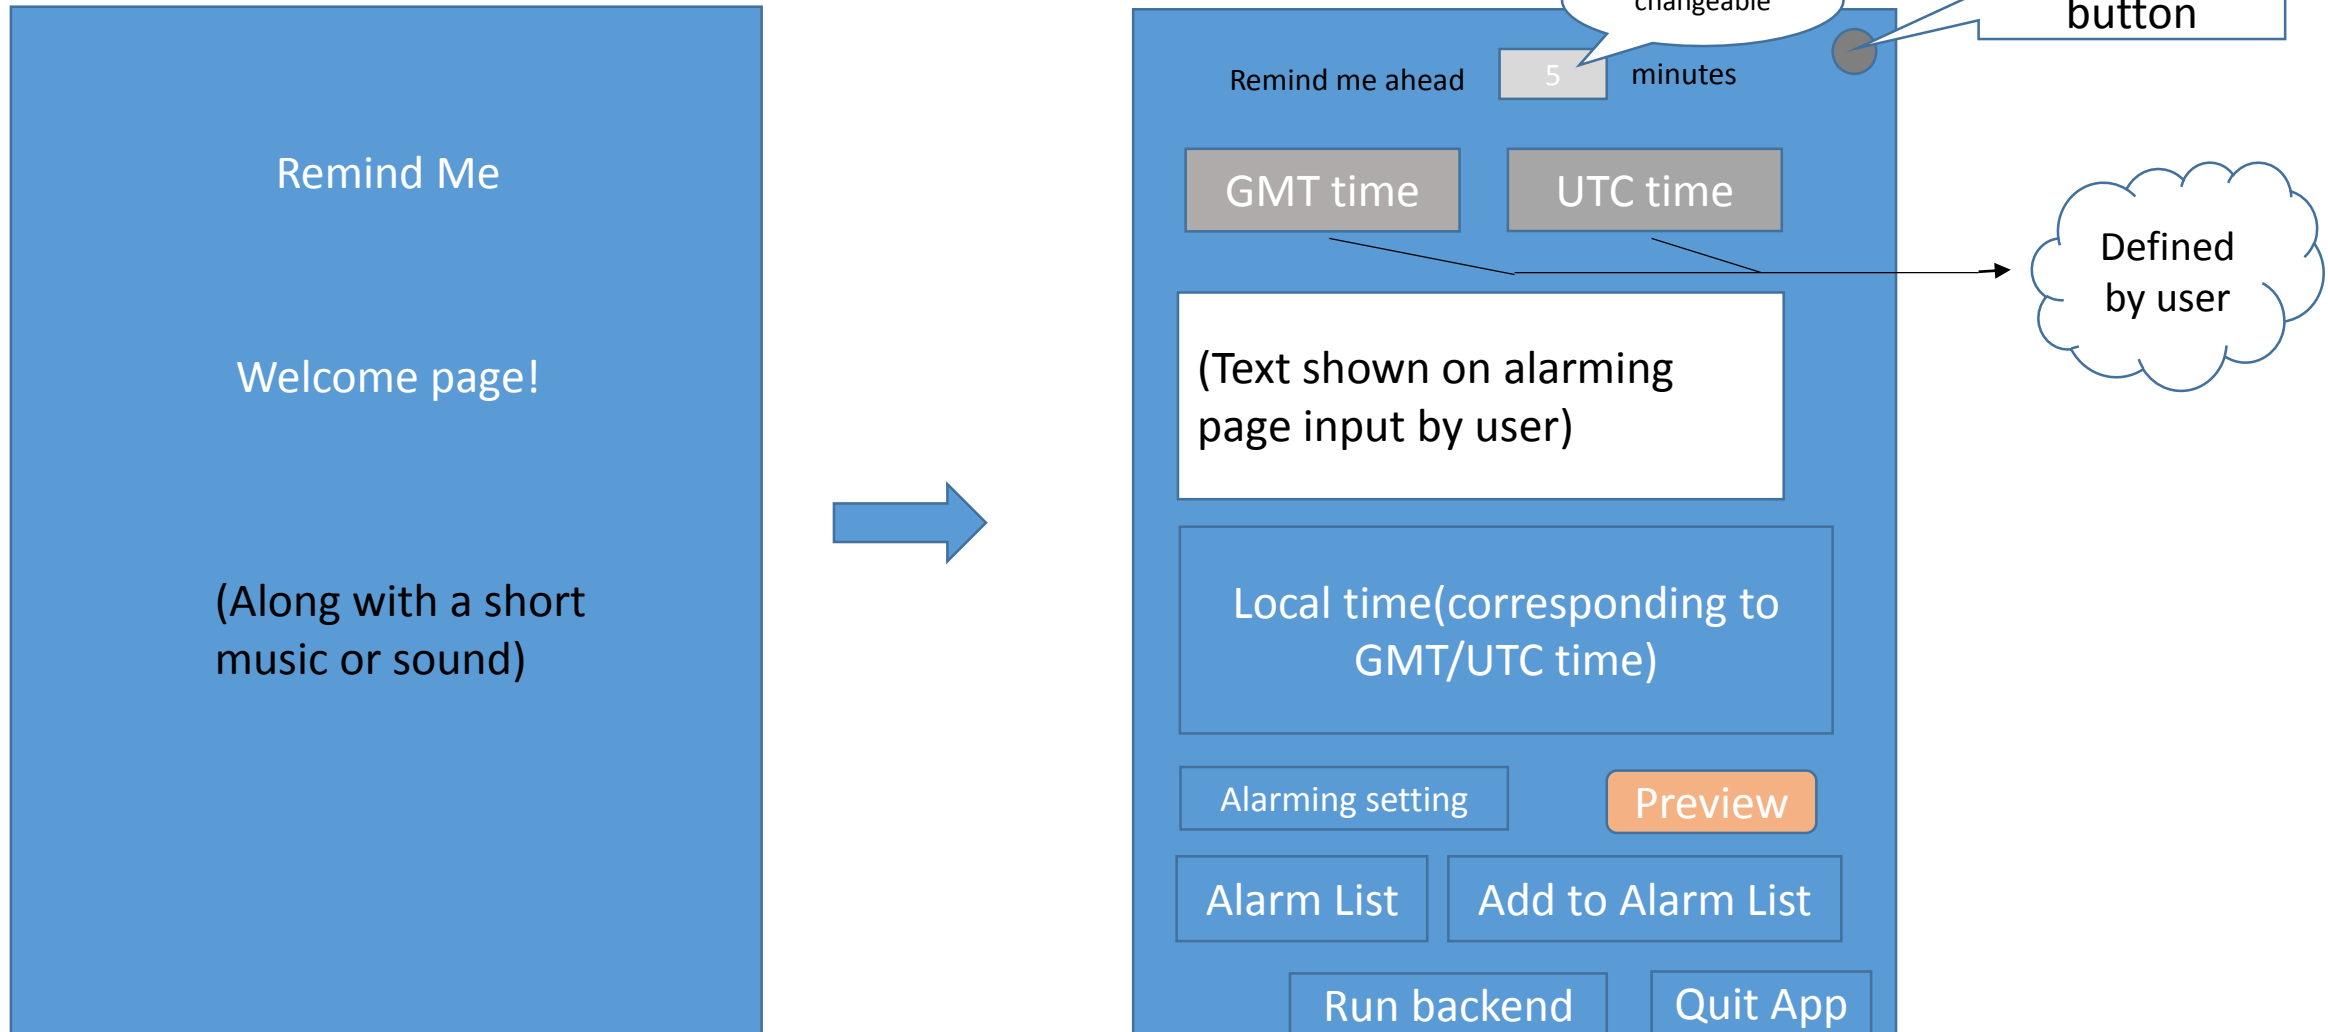 Remind Me
Welcome page!
(Along with a short
music or sound)
changeable
button
Remind me ahead
5
minutes
GMT time
UTC time
Defined
by user
(Text shown on alarming
page input by user)
Local time(corresponding to
GMT/UTC time)
Alarming setting
Preview
Alarm List
Add to Alarm List
Run backend
Quit App